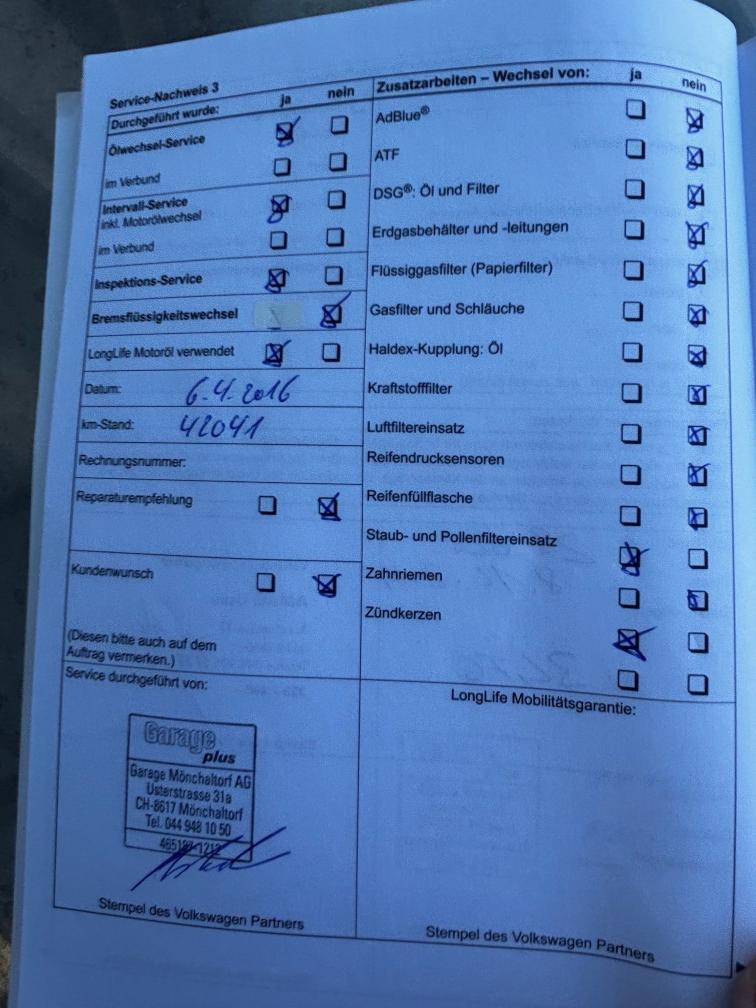 Service-Nachweis 3
Durchgeführt wurde: ja nein
Ölwechsel-Service
im Verbund
Intervall-Service
inkl. Motorölwechsel
im Verbund
Inspektions-Service
Bremsflüssigkeitswechsel
LongLife Motoröl verwendet
Datum: 6.4.2016
km-Stand: 42041
Rechnungsnummer:
Reparaturempfehlung
Kundenwunsch
(Diesen bitte auch auf dem
Auftrag vermerken.)
Service durchgeführt von:
Garage
plus
Garage Mönchaltorf AG
Usterstrasse 31a
CH-8617 Mönchaltorf
Tel. 044 948 10 50
Stempel des Volkswagen Partners
Zusatzarbeiten – Wechsel von: ja nein
AdBlue®
ATF
DSG®: Öl und Filter
Erdgasbehälter und -leitungen
Flüssiggasfilter (Papierfilter)
Gasfilter und Schläuche
Haldex-Kupplung: Öl
Kraftstofffilter
Luftfiltereinsatz
Reifendrucksensoren
Reifenfüllflasche
Staub- und Pollenfiltereinsatz
Zahnriemen
Zündkerzen
LongLife Mobilitätsgarantie:
Stempel des Volkswagen Partners